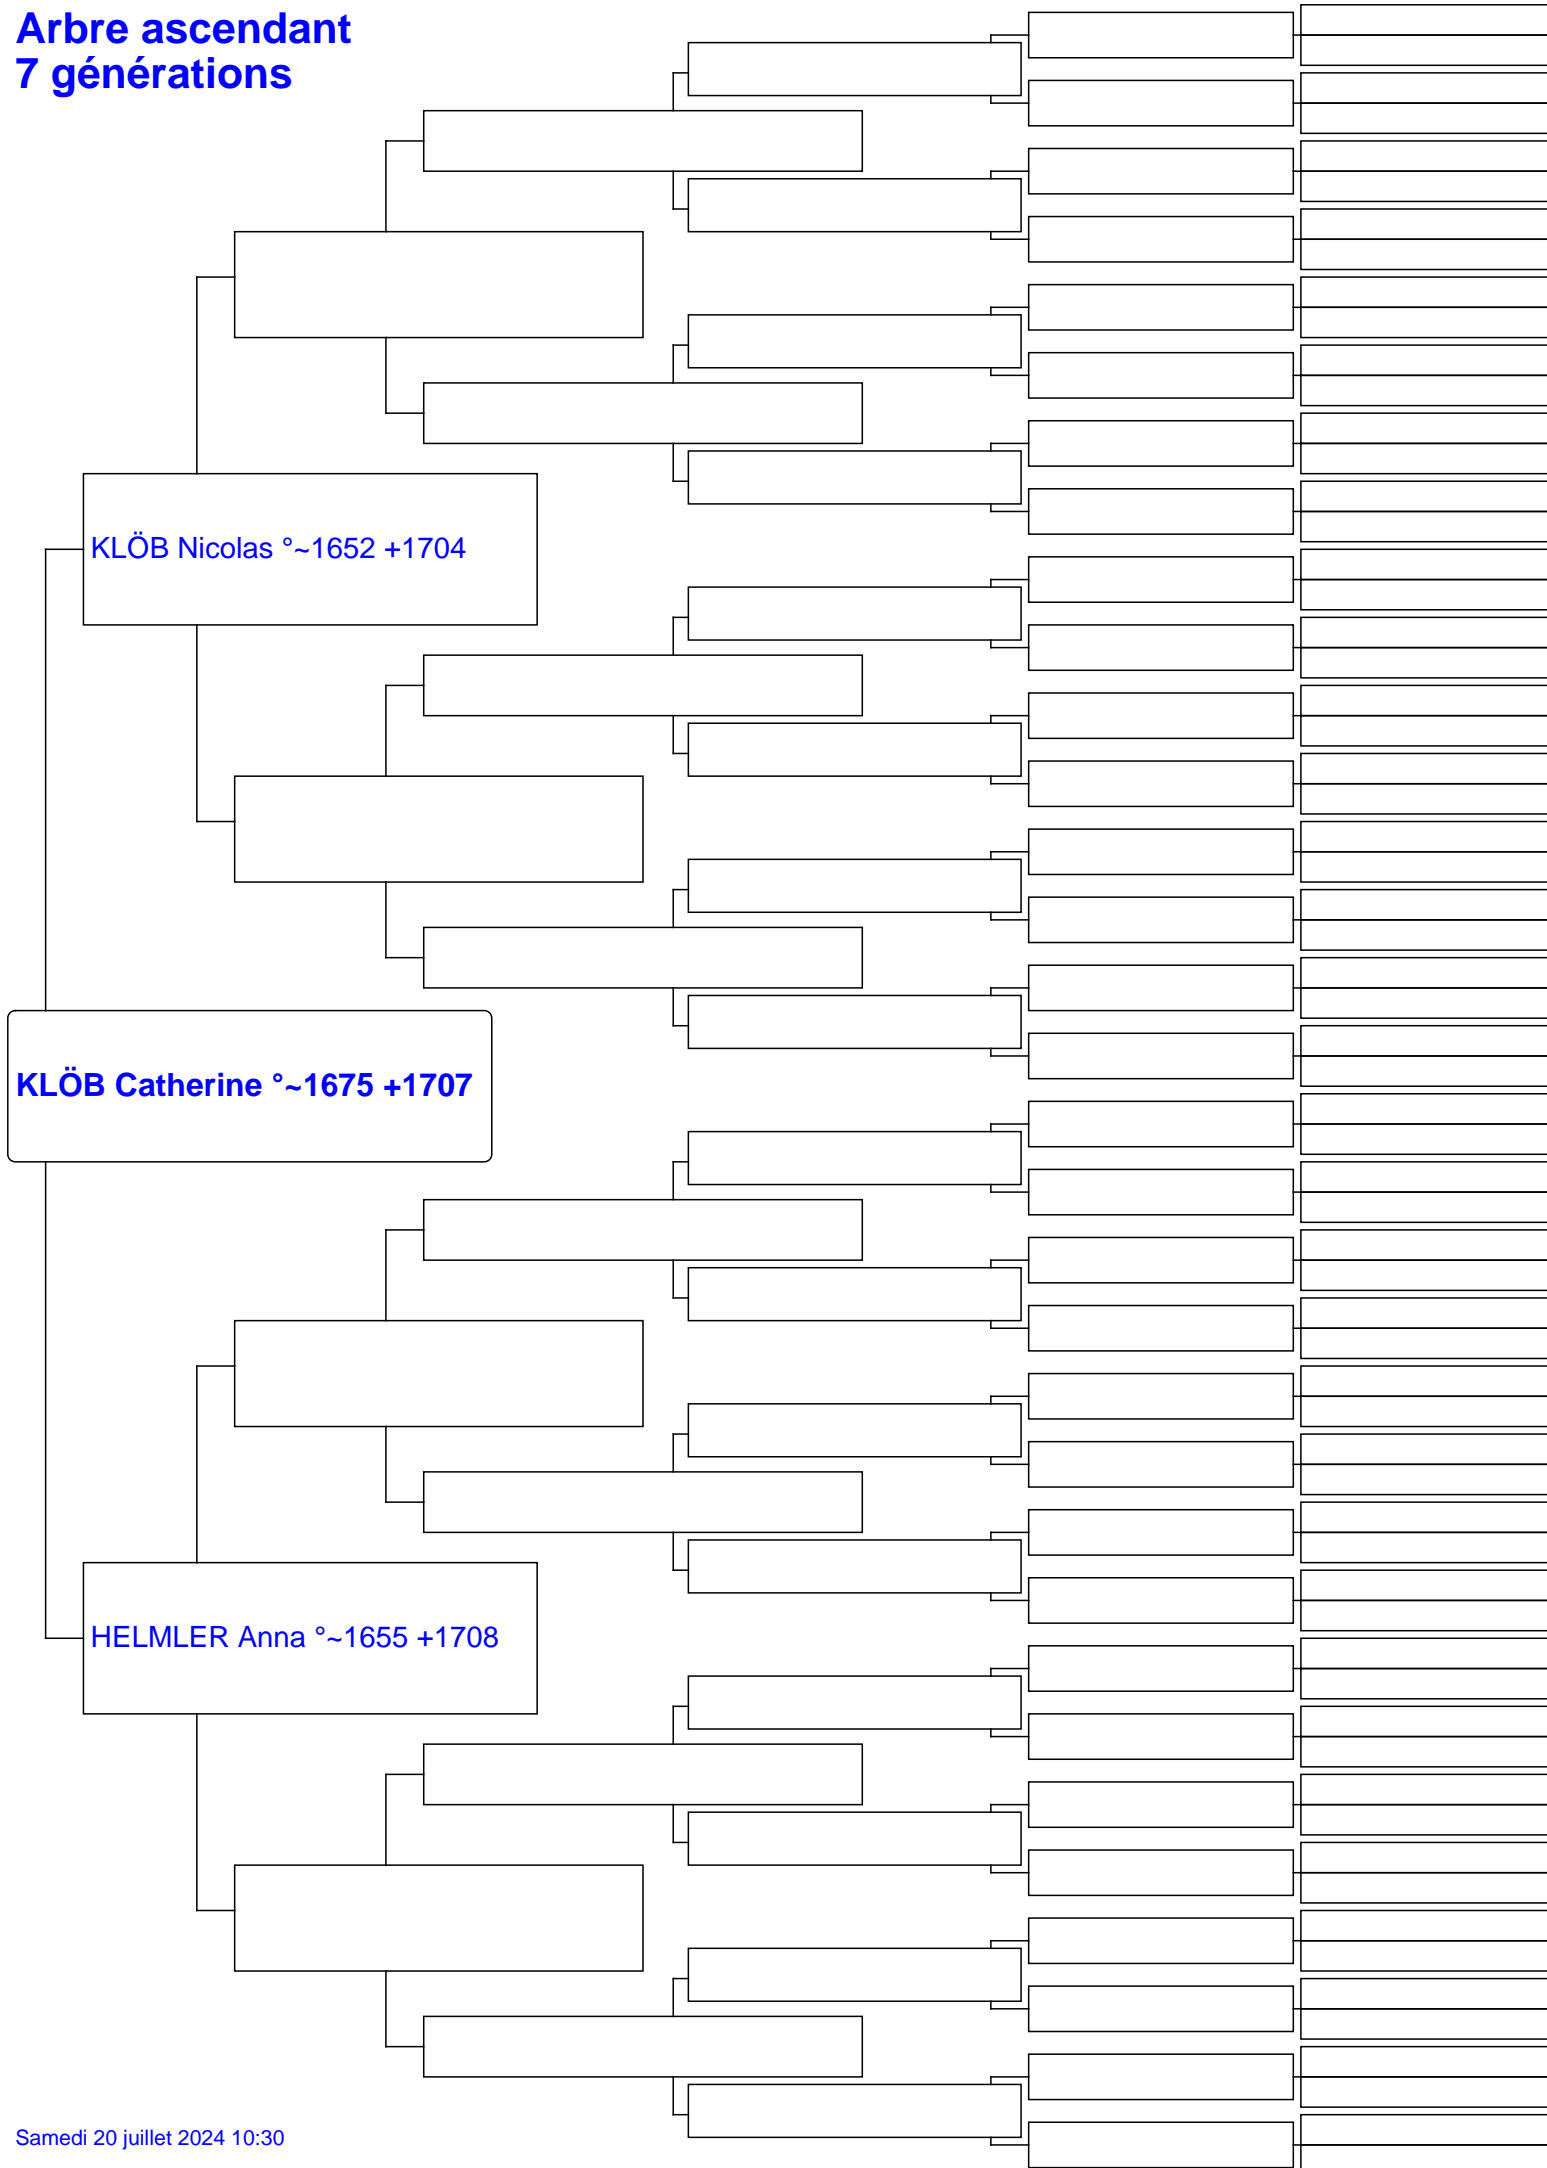 Arbre ascendant
7 générations
KLÖB Nicolas °~1652 +1704
KLÖB Catherine °~1675 +1707
HELMLER Anna °~1655 +1708
Samedi 20 juillet 2024 10:30